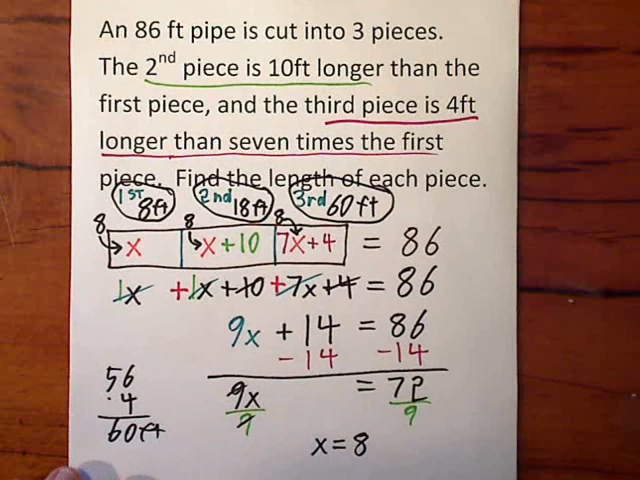 An 86 ft pipe is cut into 3 pieces.
The 2nd piece is 10ft longer than the
first piece, and the third piece is 4ft
longer than seven times the first
piece. Find the length of each piece.
1ST 8ft 2nd 18ft 3rd 60ft
8 8 8
x x +10 7x+4 = 86
1x +1x+10+7x+4 = 86
9x +14 = 86
-14 -14
56
9x = 72
4
9 9
60ft
x=8